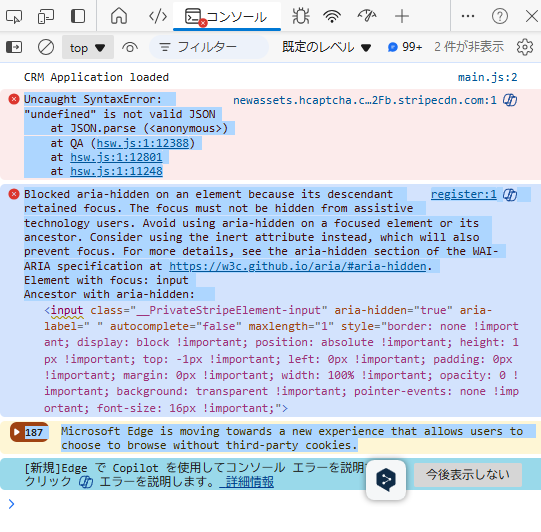 コンソール
top
フィルター
既定のレベル
99+
2 件が非表示
CRM Application loaded main.js:2
Uncaught SyntaxError: newassets.hcaptcha.c…2Fb.stripecdn.com:1
"undefined" is not valid JSON
at JSON.parse (<anonymous>)
at QA (hsw.js:1:12388)
at hsw.js:1:12801
at hsw.js:1:11248
Blocked aria-hidden on an element because its descendant register:1
retained focus. The focus must not be hidden from assistive
technology users. Avoid using aria-hidden on a focused element or its
ancestor. Consider using the inert attribute instead, which will also
prevent focus. For more details, see the aria-hidden section of the WAI-
ARIA specification at https://w3c.github.io/aria/#aria-hidden.
Element with focus: input
Ancestor with aria-hidden:
<input class="__PrivateStripeElement-input" aria-hidden="true" aria-
label=" " autocomplete="false" maxlength="1" style="border: none !import
ant; display: block !important; position: absolute !important; height: 1
px !important; top: -1px !important; left: 0px !important; padding: 0px
!important; margin: 0px !important; width: 100% !important; opacity: 0 !
important; background: transparent !important; pointer-events: none !imp
ortant; font-size: 16px !important;">
187 Microsoft Edge is moving towards a new experience that allows users to
choose to browse without third-party cookies.
[新規]Edge で Copilot を使用してコンソール エラーを説明
クリック エラーを説明します。 詳細情報
今後表示しない